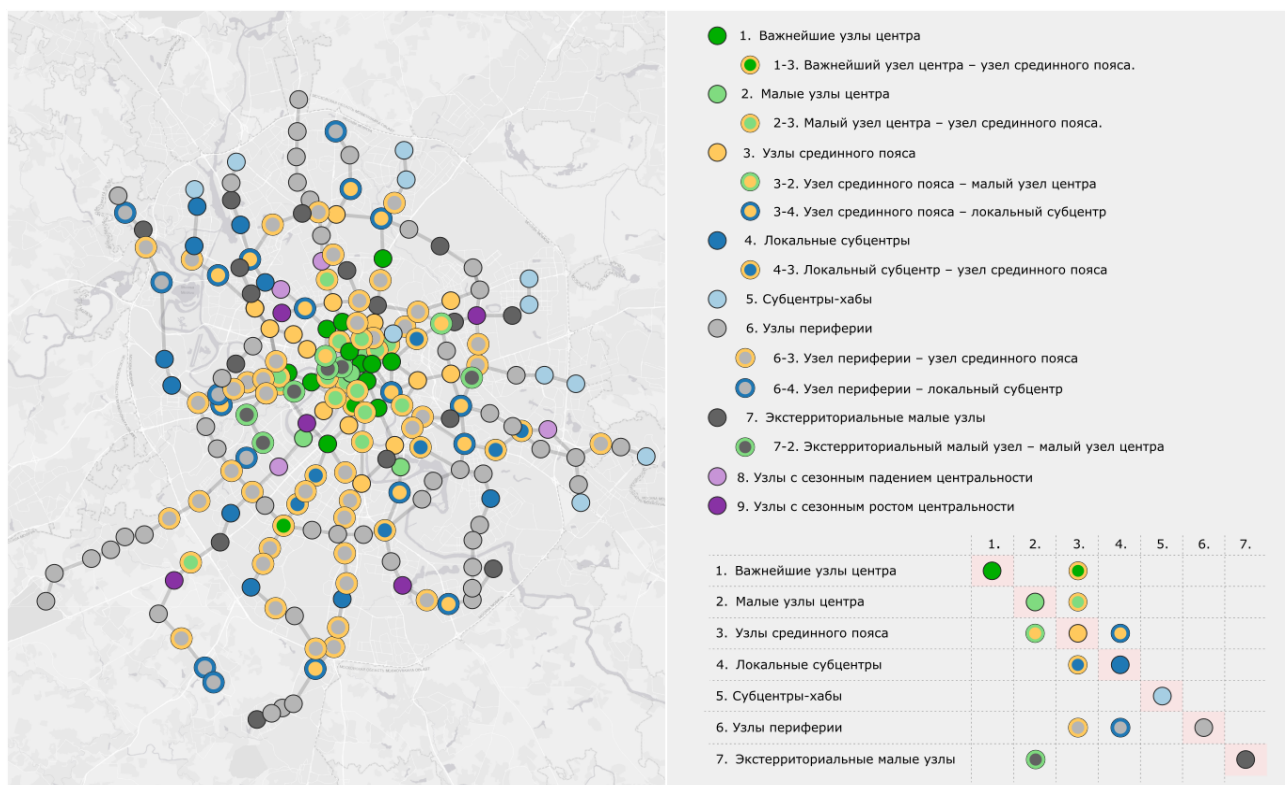 1. Важнейшие узлы центра
1-3. Важнейший узел центра – узел срединного пояса.
2. Малые узлы центра
2-3. Малый узел центра – узел срединного пояса.
3. Узлы срединного пояса
3-2. Узел срединного пояса – малый узел центра
3-4. Узел срединного пояса – локальный субцентр
4. Локальные субцентры
4-3. Локальный субцентр – узел срединного пояса
5. Субцентры-хабы
6. Узлы периферии
6-3. Узел периферии – узел срединного пояса
6-4. Узел периферии – локальный субцентр
7. Экстерриториальные малые узлы
7-2. Экстерриториальный малый узел – малый узел центра
8. Узлы с сезонным падением центральности
9. Узлы с сезонным ростом центральности
1. 2. 3. 4. 5. 6. 7.
1. Важнейшие узлы центра
2. Малые узлы центра
3. Узлы срединного пояса
4. Локальные субцентры
5. Субцентры-хабы
6. Узлы периферии
7. Экстерриториальные малые узлы